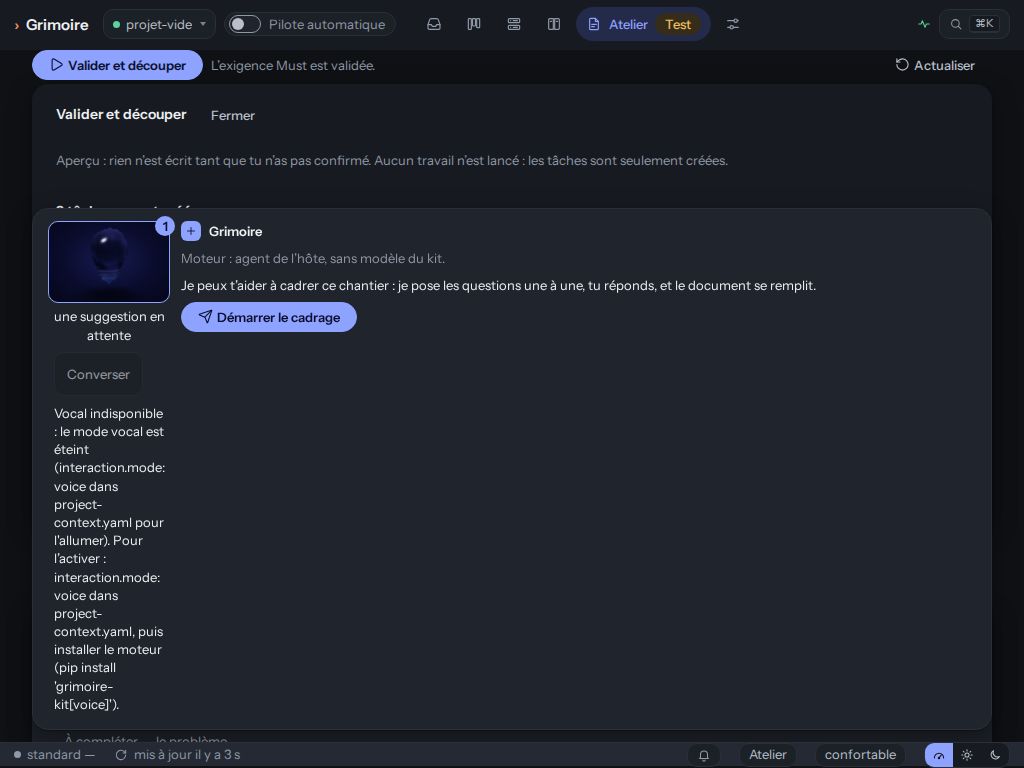 › Grimoire
projet-vide
Pilote automatique
Atelier
Test
⌘K
Valider et découper
L'exigence Must est validée.
Actualiser
Valider et découper
Fermer
Aperçu : rien n'est écrit tant que tu n'as pas confirmé. Aucun travail n'est lancé : les tâches sont seulement créées.
1
Grimoire
Moteur : agent de l'hôte, sans modèle du kit.
Je peux t'aider à cadrer ce chantier : je pose les questions une à une, tu réponds, et le document se remplit.
Démarrer le cadrage
une suggestion en
attente
Converser
Vocal indisponible
: le mode vocal est
éteint
(interaction.mode:
voice dans
project-
context.yaml pour
l'allumer). Pour
l'activer :
interaction.mode:
voice dans
project-
context.yaml, puis
installer le moteur
(pip install
'grimoire-
kit[voice]').
À compléter — le problème
standard —
mis à jour il y a 3 s
Atelier
confortable